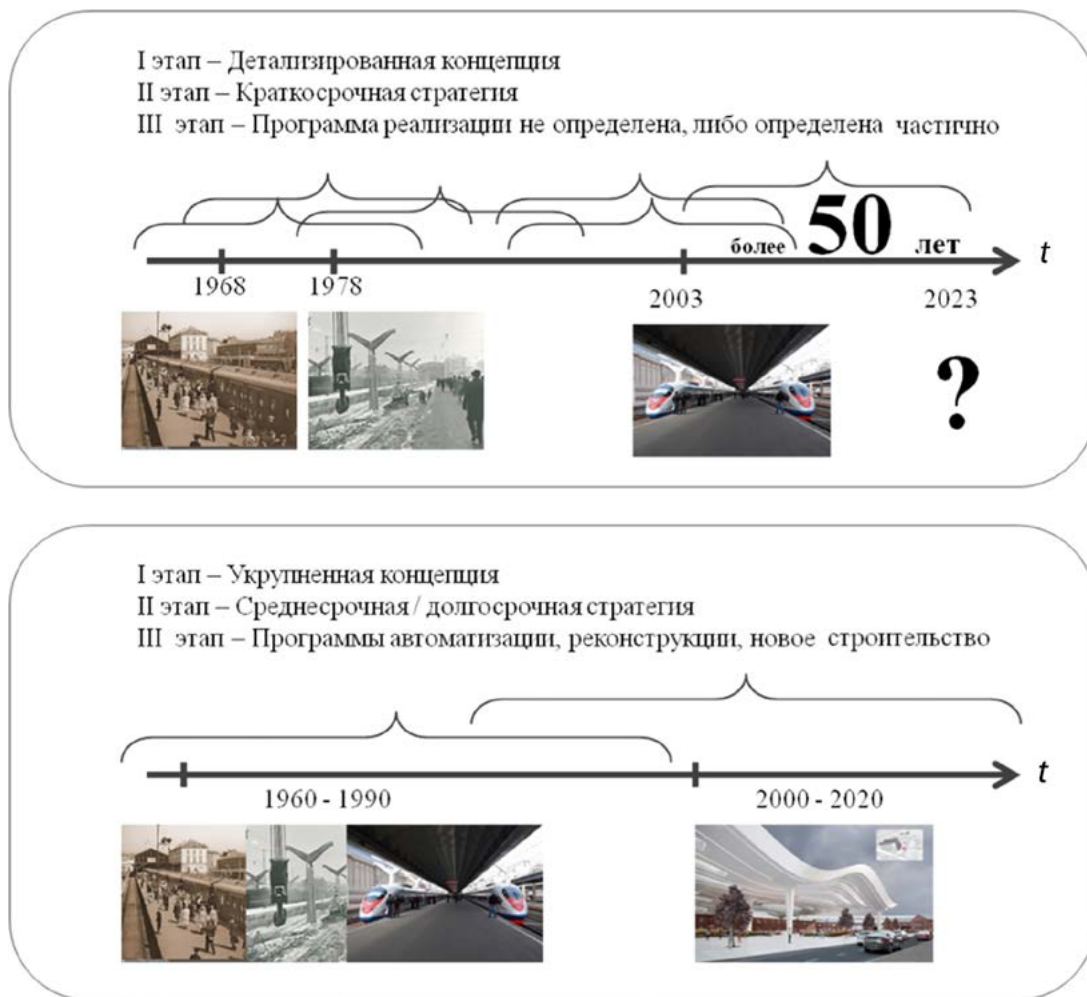 I этап – Детализированная концепция
II этап – Краткосрочная стратегия
III этап – Программа реализации не определена, либо определена частично
более 50 лет
t
1968
1978
2003
2023
?
I этап – Укрупненная концепция
II этап – Среднесрочная / долгосрочная стратегия
III этап – Программы автоматизации, реконструкции, новое строительство
t
1960 - 1990
2000 - 2020